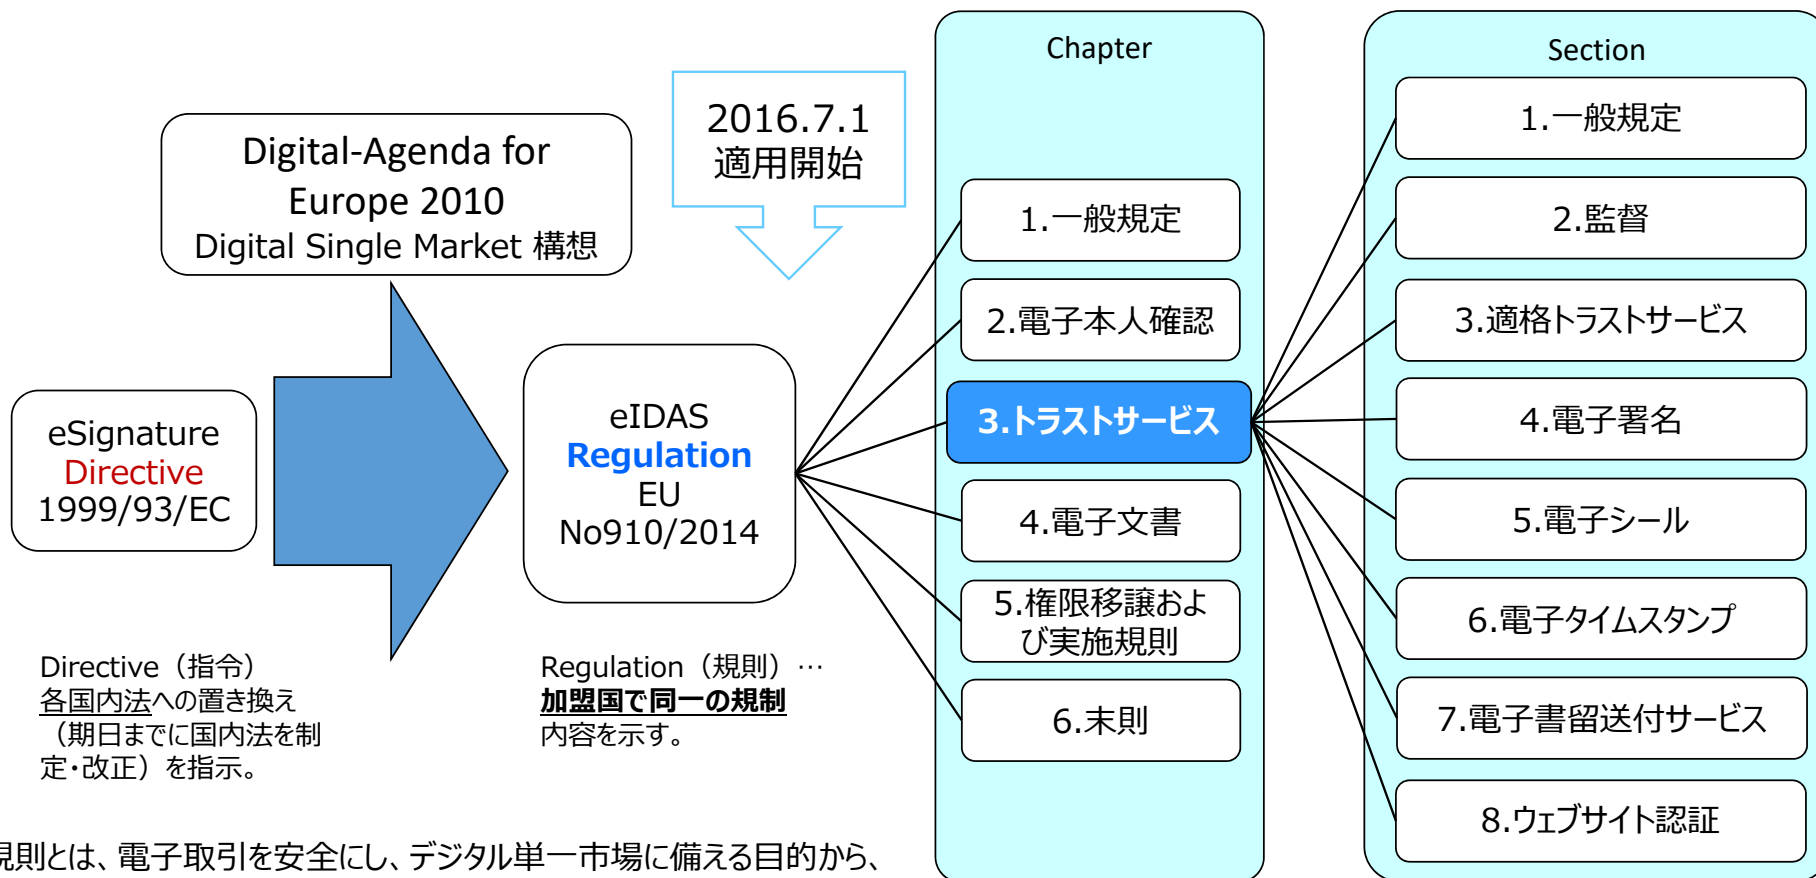 Digital-Agenda for
Europe 2010
Digital Single Market 構想
2016.7.1
適用開始
eSignature
Directive
1999/93/EC
eIDAS
Regulation
EU
No910/2014
Directive（指令）
各国内法への置き換え
（期日までに国内法を制
定・改正）を指示。
Regulation（規則）…
加盟国で同一の規制
内容を示す。
規則とは、電子取引を安全にし、デジタル単一市場に備える目的から、
Chapter
1.一般規定
2.電子本人確認
3.トラストサービス
4.電子文書
5.権限移譲およ
び実施規則
6.末則
Section
1.一般規定
2.監督
3.適格トラストサービス
4.電子署名
5.電子シール
6.電子タイムスタンプ
7.電子書留送付サービス
8.ウェブサイト認証